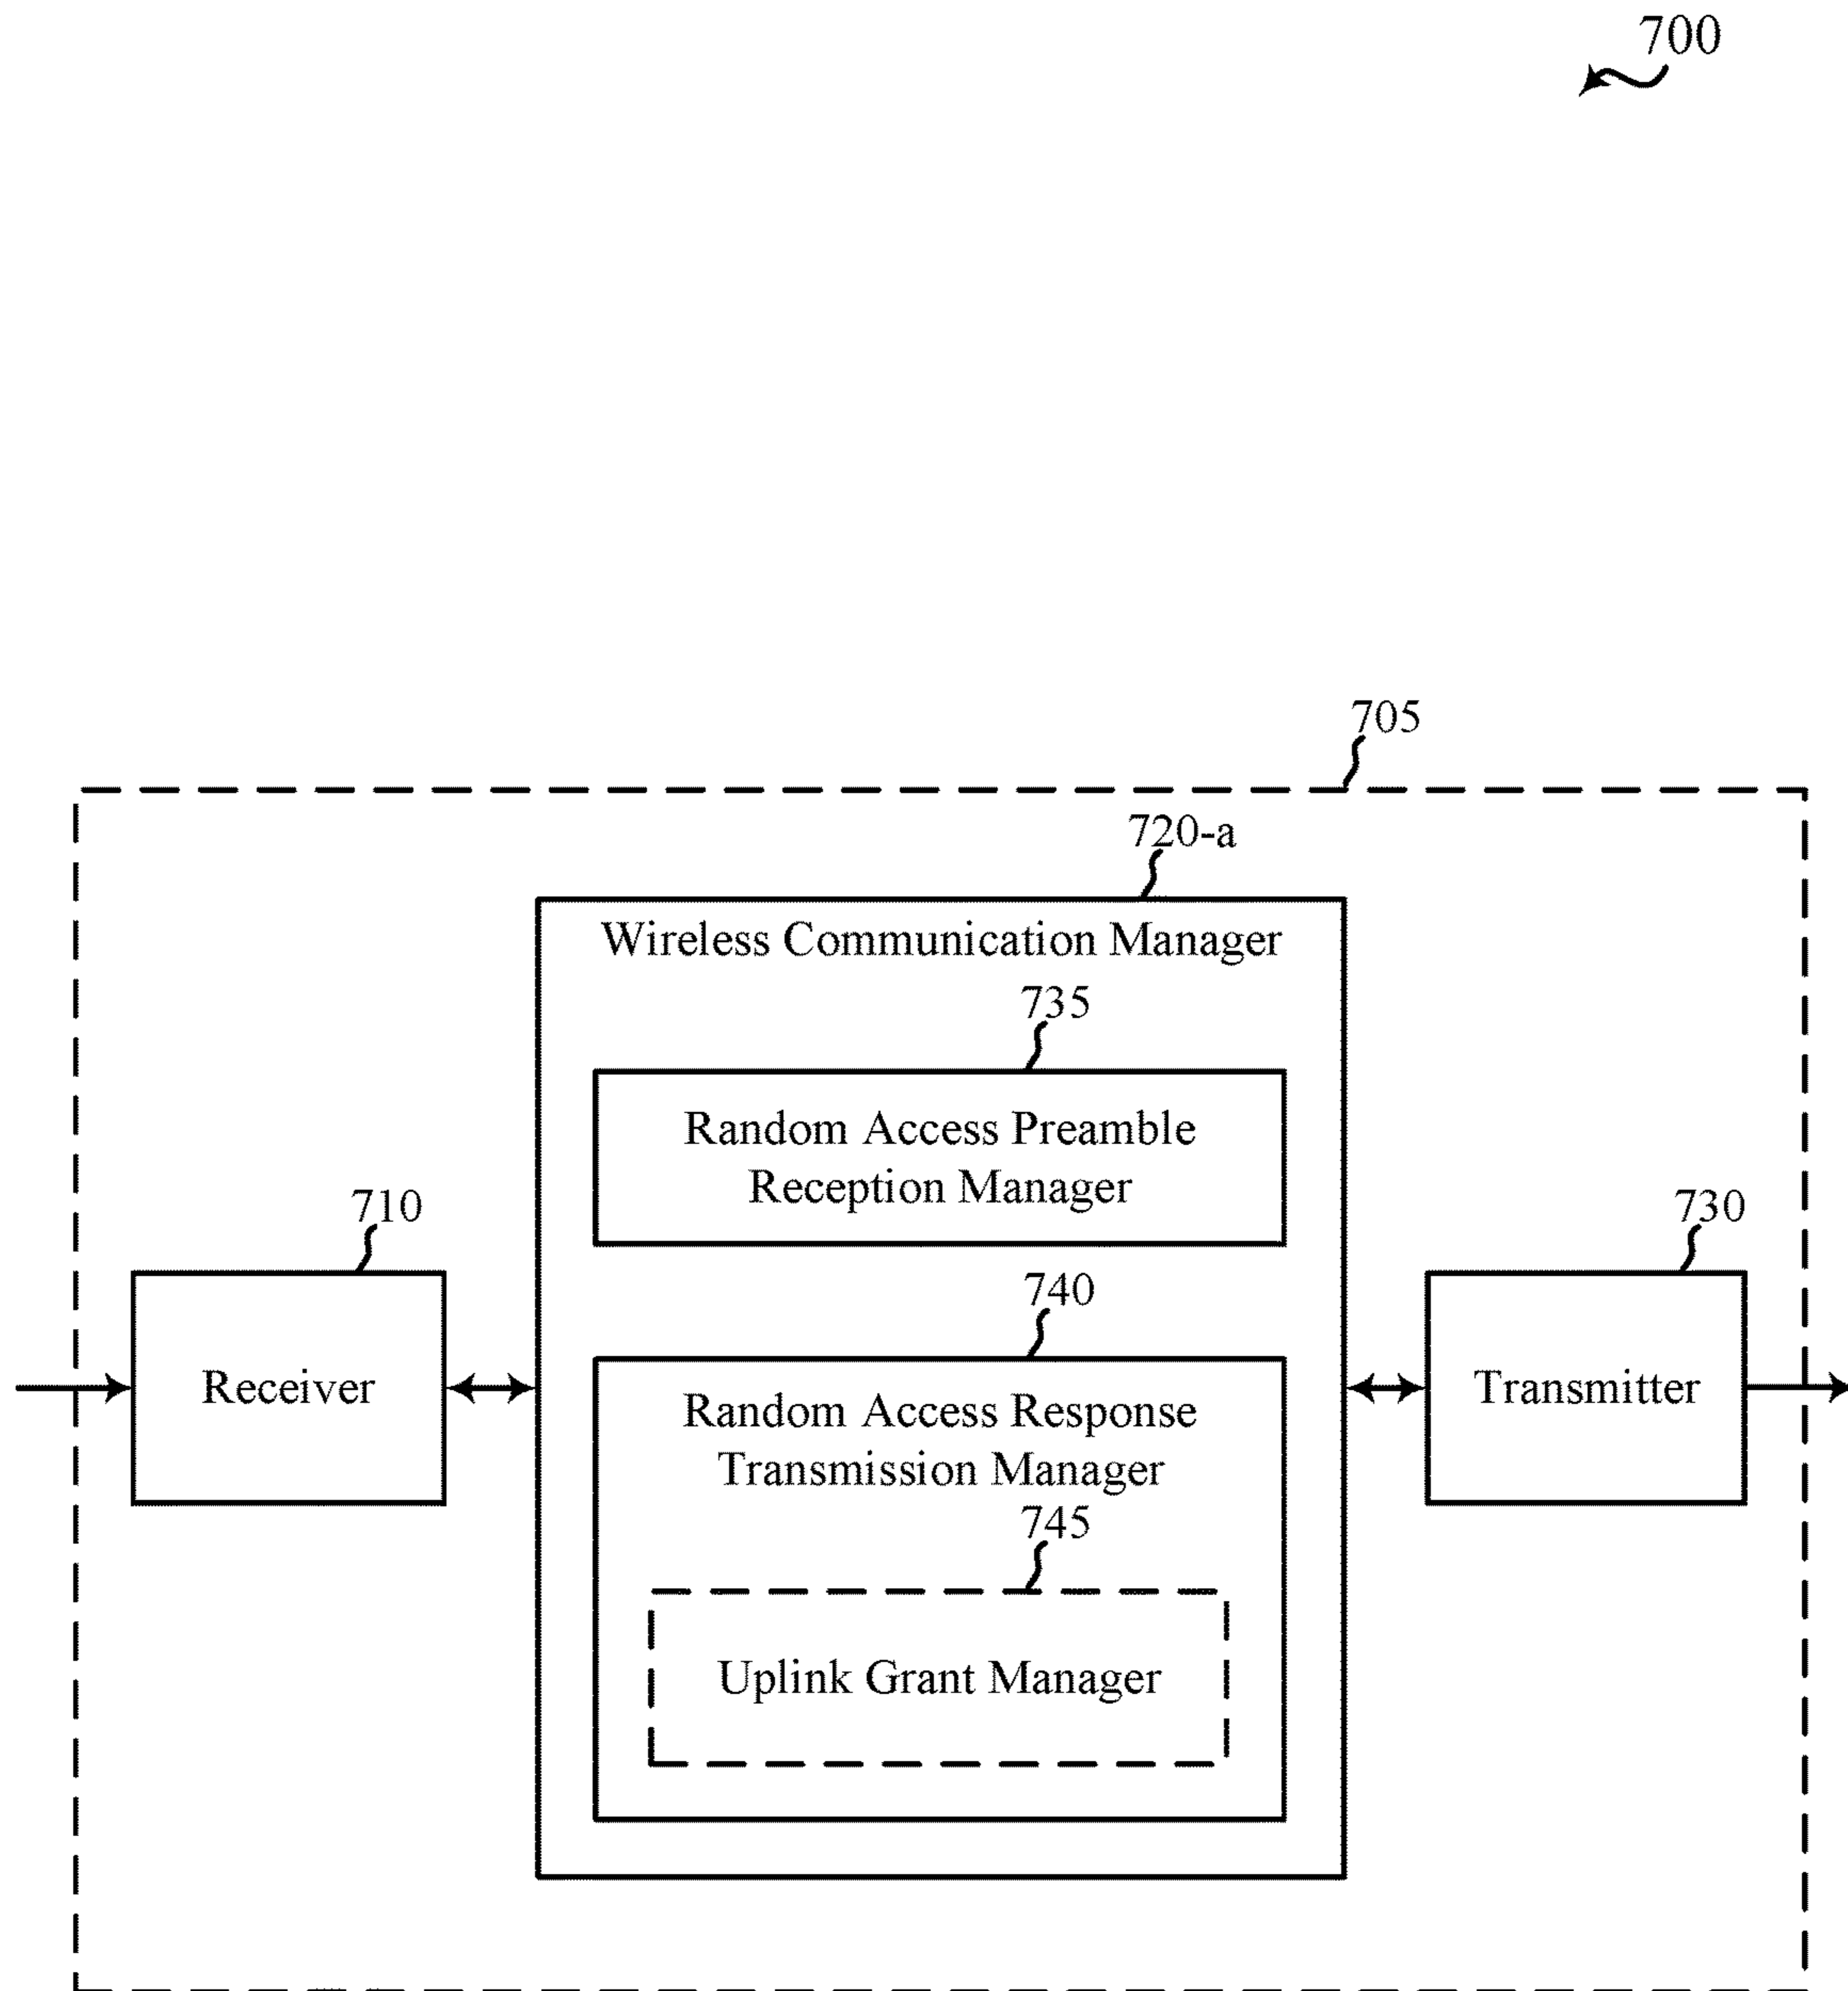 700
705
720-a
Wireless Communication Manager
735
Random Access Preamble
Reception Manager
710
730
740
Receiver
Random Access Response
Transmission Manager
Transmitter
745
Uplink Grant Manager